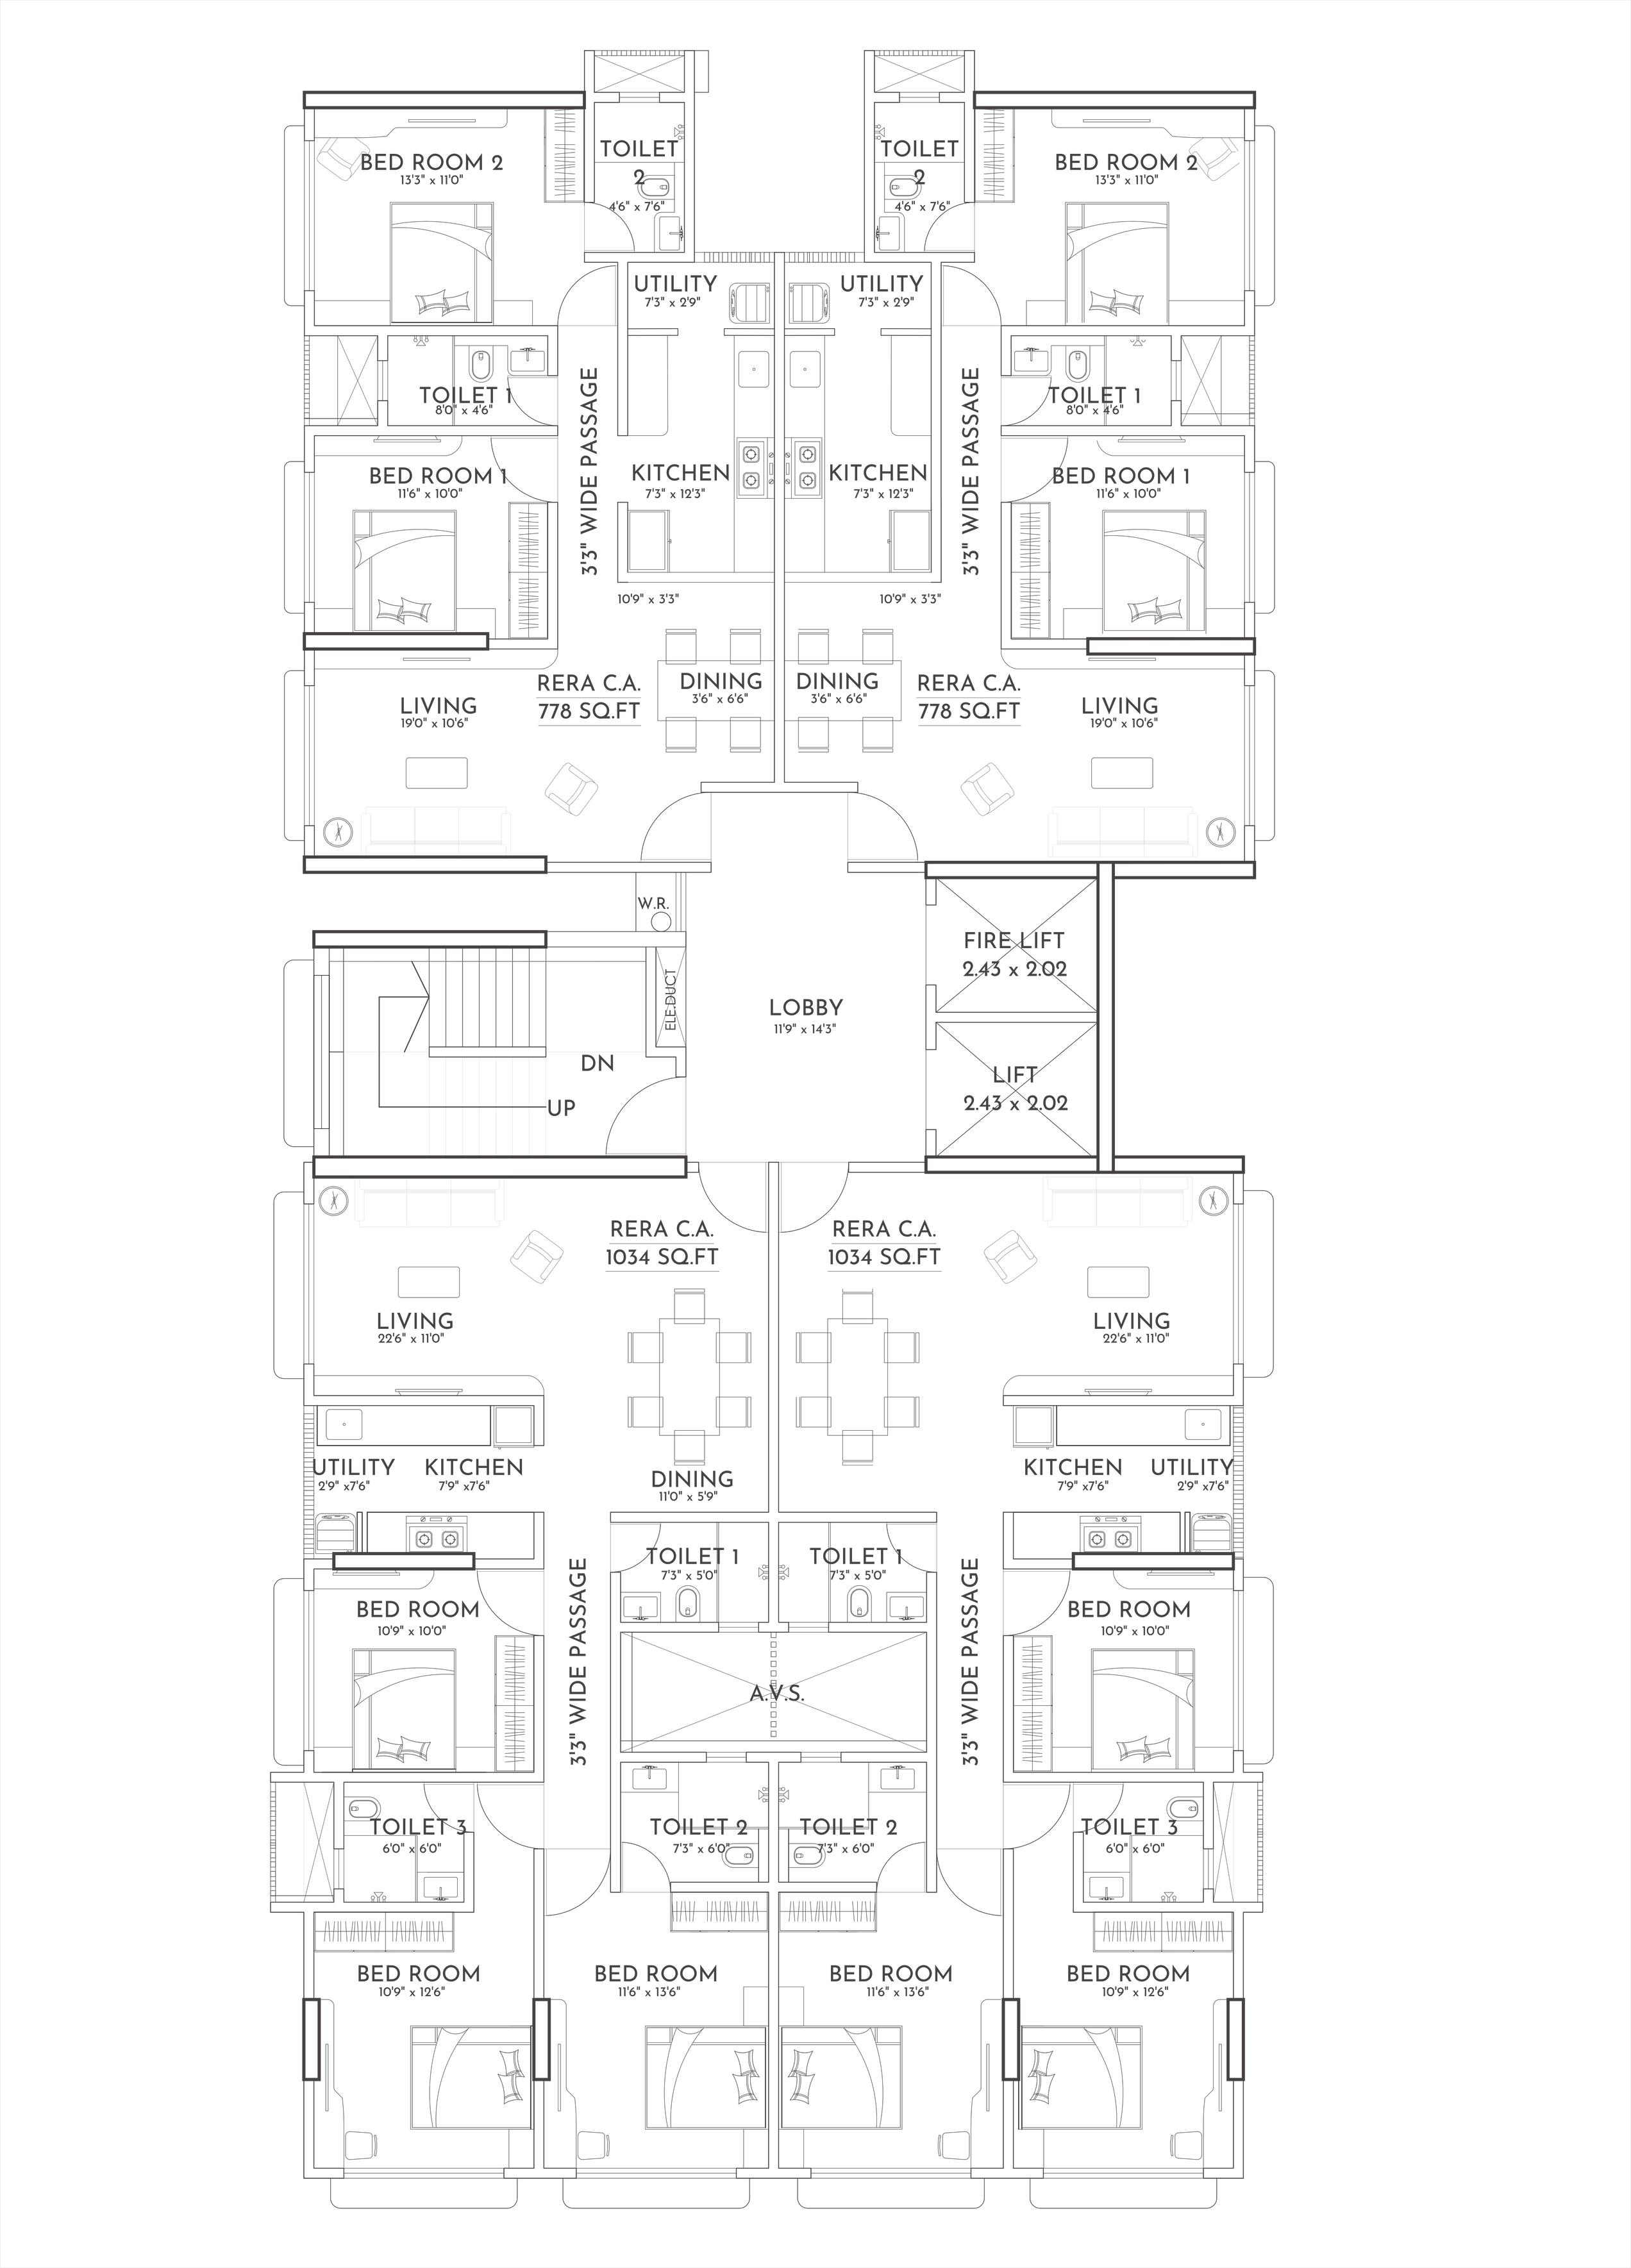 TOILET
2
4'6" x 7'6"
TOILET
2
4'6" x 7'6"
BED ROOM 2
13'3" x 11'0"
BED ROOM 2
13'3" x 11'0"
UTILITY
7'3" x 2'9"
UTILITY
7'3" x 2'9"
TOILET 1
8'0" x 4'6"
3'3" WIDE PASSAGE
3'3" WIDE PASSAGE
TOILET 1
8'0" x 4'6"
BED ROOM 1
11'6" x 10'0"
KITCHEN
7'3" x 12'3"
KITCHEN
7'3" x 12'3"
BED ROOM 1
11'6" x 10'0"
10'9" x 3'3"
10'9" x 3'3"
LIVING
19'0" x 10'6"
RERA C.A.
778 SQ.FT
DINING
3'6" x 6'6"
DINING
3'6" x 6'6"
RERA C.A.
778 SQ.FT
LIVING
19'0" x 10'6"
W.R.
ELE.DUCT
FIRE LIFT
2.43 x 2.02
LOBBY
11'9" x 14'3"
DN
UP
LIFT
2.43 x 2.02
RERA C.A.
1034 SQ.FT
RERA C.A.
1034 SQ.FT
LIVING
22'6" x 11'0"
LIVING
22'6" x 11'0"
UTILITY
2'9" x7'6"
KITCHEN
7'9" x7'6"
DINING
11'0" x 5'9"
KITCHEN
7'9" x7'6"
UTILITY
2'9" x7'6"
TOILET 1
7'3" x 5'0"
TOILET 1
7'3" x 5'0"
BED ROOM
10'9" x 10'0"
3'3" WIDE PASSAGE
3'3" WIDE PASSAGE
BED ROOM
10'9" x 10'0"
A.V.S.
TOILET 3
6'0" x 6'0"
TOILET 2
7'3" x 6'0"
TOILET 2
7'3" x 6'0"
TOILET 3
6'0" x 6'0"
BED ROOM
10'9" x 12'6"
BED ROOM
11'6" x 13'6"
BED ROOM
11'6" x 13'6"
BED ROOM
10'9" x 12'6"